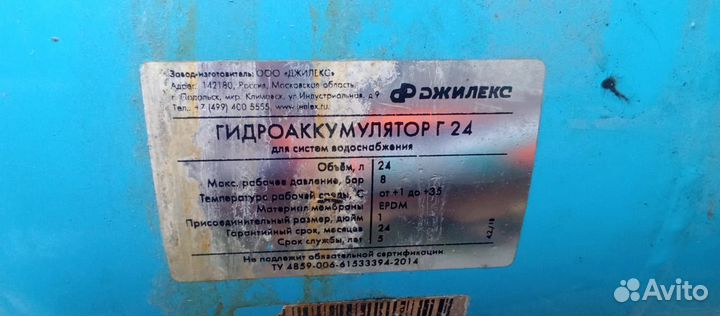 Завод-изготовитель: ООО «ДЖИЛЕКС»
Адрес: 142180, Россия, Московская область,
г. Подольск, мкр. Климовск, ул. Индустриальная, д.9
Тел.: +7 (499) 400 5555, www.jeelex.ru
ДЖИЛЕКС
ГИДРОАККУМУЛЯТОР Г 24
для систем водоснабжения
Объём, л 24
Макс. рабочее давление, бар 8
Температура рабочей среды, °С от +1 до +35
Материал мембраны EPDM
Присоединительный размер, дюйм 1
Гарантийный срок, месяцев 24
Срок службы, лет 5
Не подлежит обязательной сертификации
ТУ 4859-006-61533394-2014
Avito